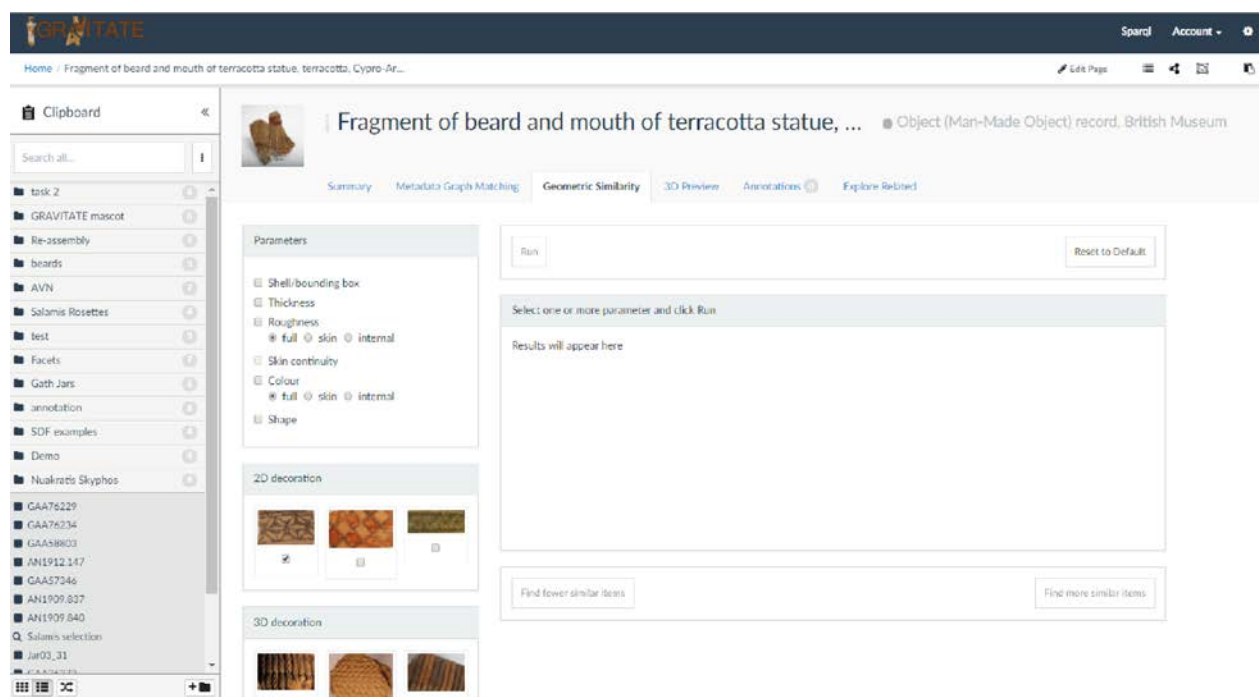 GRAVITATE
Sparql Account
Home / Fragment of beard and mouth of terracotta statue, terracotta, Cypro-Ar...
Edit Page
Clipboard «
Search all...
task 2
GRAVITATE mascot
Re-assembly
beards
AVN
Salamis Rosettes
test
Facets
Gath Jars
annotation
SDF examples
Demo
Nuakratis Skyphos
GAA76229
GAA76234
GAA58803
AN1912.147
GAA57346
AN1909.837
AN1909.840
Salamis selection
Jar03_31
Fragment of beard and mouth of terracotta statue, ...
Object (Man-Made Object) record, British Museum
Summary Metadata Graph Matching Geometric Similarity 3D Preview Annotations Explore Related
Parameters
Shell/bounding box
Thickness
Roughness
full skin internal
Skin continuity
Colour
full skin internal
Shape
2D decoration
3D decoration
Run Reset to Default
Select one or more parameter and click Run
Results will appear here
Find fewer similar items Find more similar items